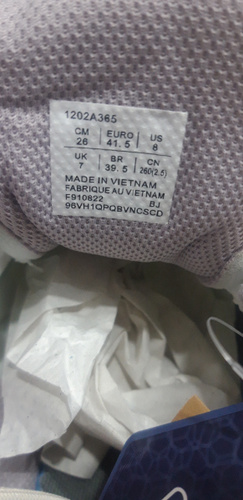 1202A365
CM EURO US
26 41.5 8
UK BR CN
7 39.5 260(2.5)
MADE IN VIETNAM
FABRIQUE AU VIETNAM
F910822 BJ
96VH1QPQBVNCSCD